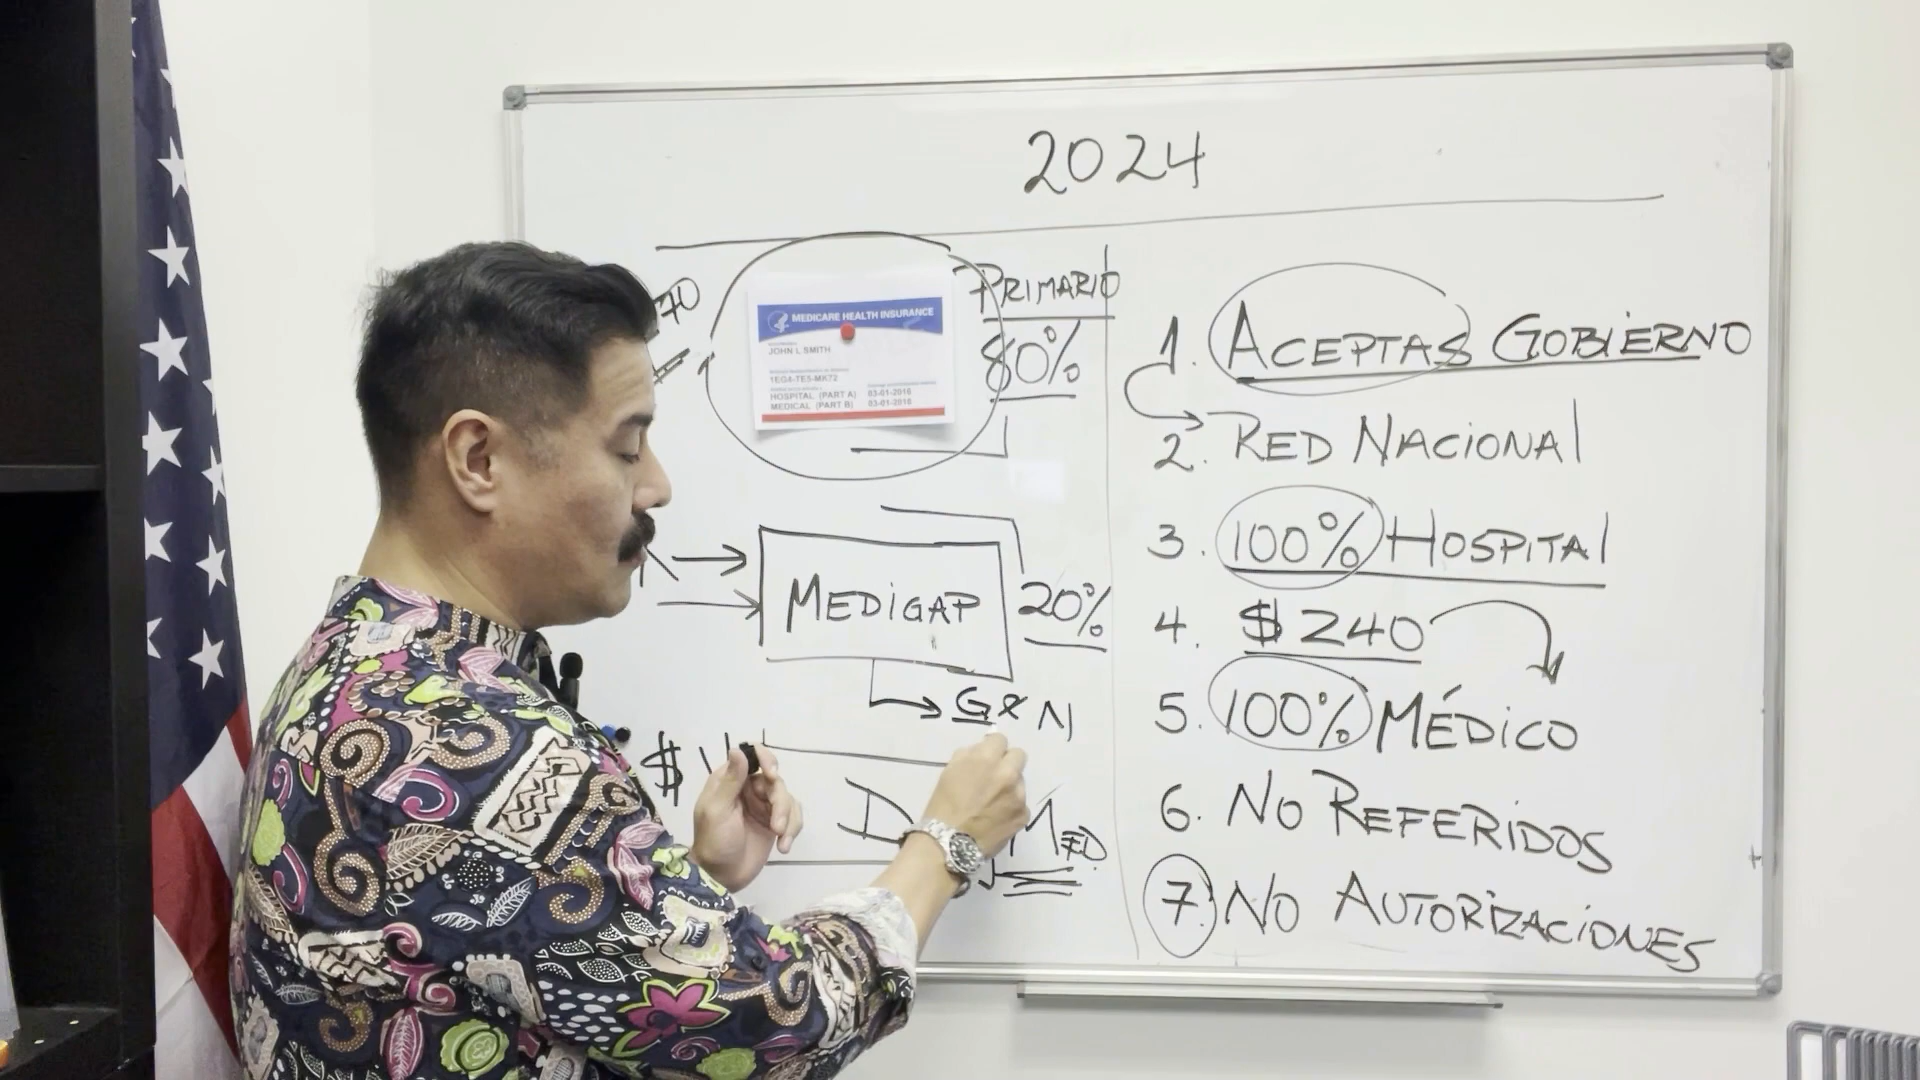 2024
PRIMARIO
80%
MEDICARE HEALTH INSURANCE
JOHN L SMITH
1EG4-TE5-MK72
HOSPITAL (PART A) 03-01-2016
MEDICAL (PART B) 03-01-2016
MEDIGAP
20%
G & N
$
D
MED.
1. ACEPTAS GOBIERNO
2. RED NACIONAL
3. 100% HOSPITAL
4. $240
5. 100% MÉDICO
6. NO REFERIDOS
7. NO AUTORIZACIONES